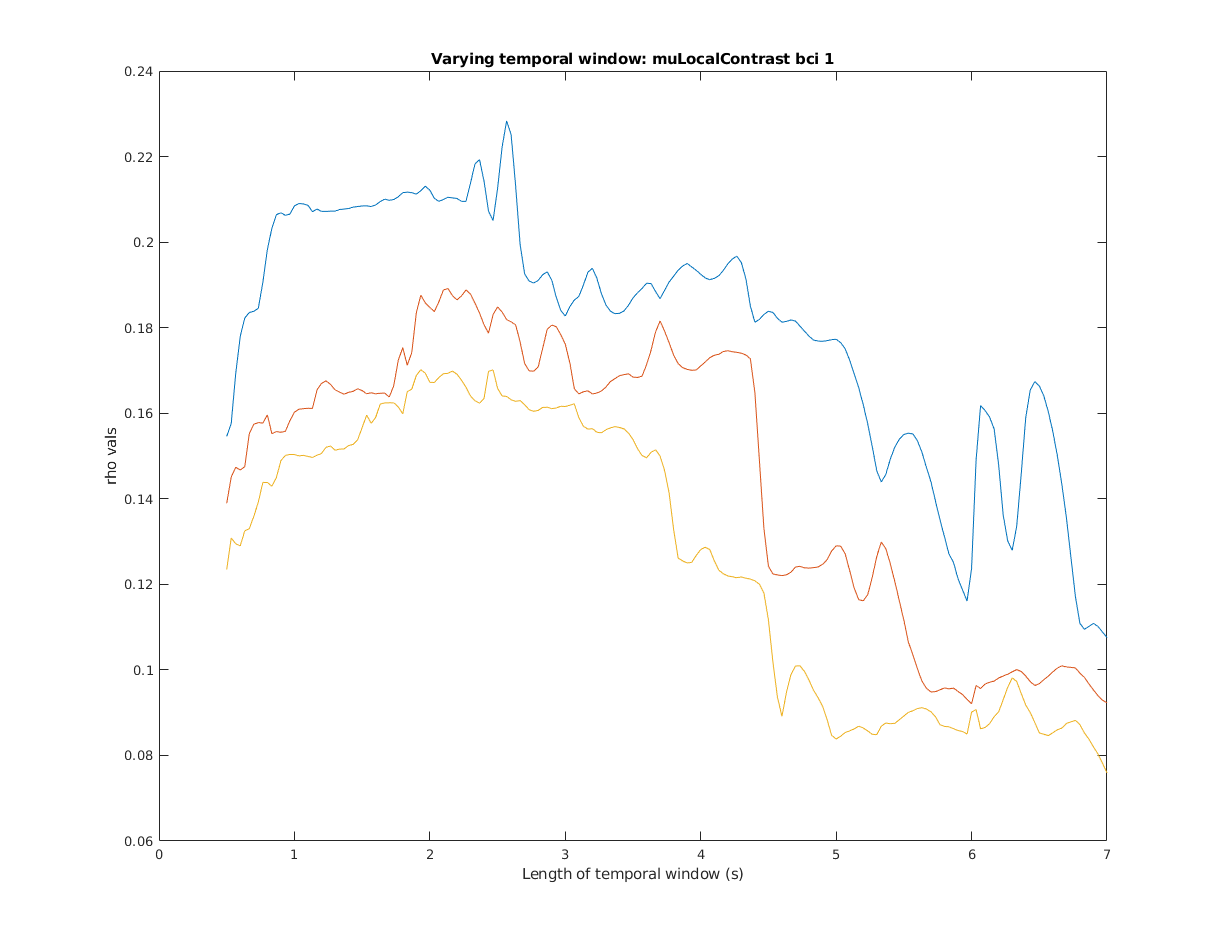 Varying temporal window: muLocalContrast bci 1
0.24
0.22
0.2
0.18
0.16
0.14
0.12
0.1
0.08
0.06
rho vals
0 1 2 3 4 5 6 7
Length of temporal window (s)